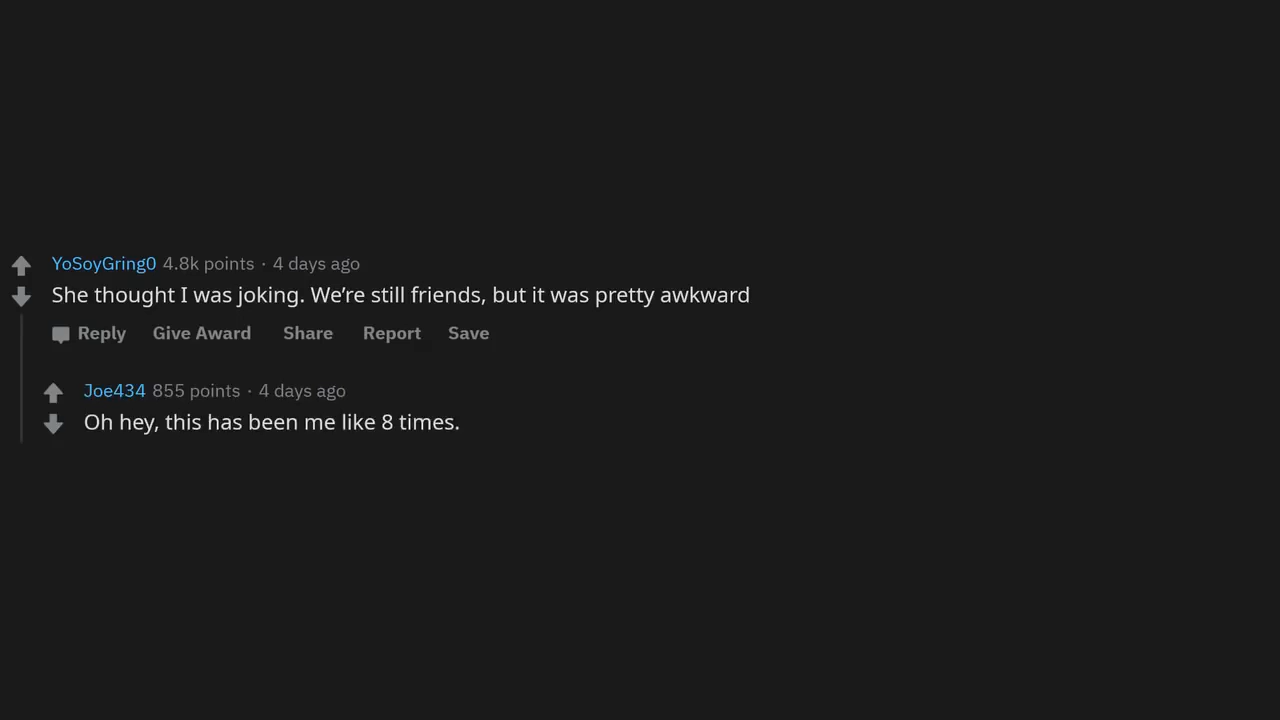 YoSoyGring0 4.8k points · 4 days ago
She thought I was joking. We’re still friends, but it was pretty awkward
Reply Give Award Share Report Save
Joe434 855 points · 4 days ago
Oh hey, this has been me like 8 times.